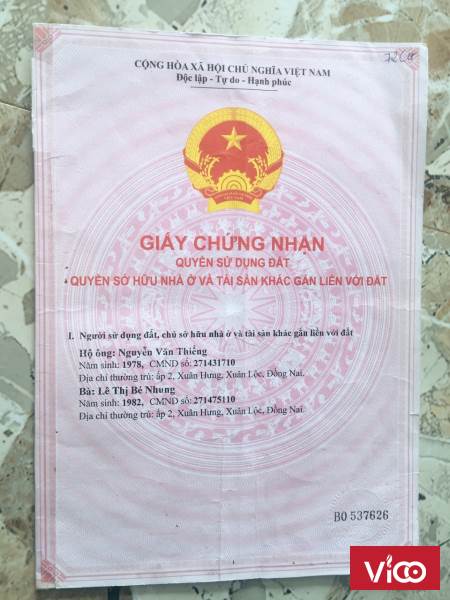 CỘNG HÒA XÃ HỘI CHỦ NGHĨA VIỆT NAM
Độc lập - Tự do - Hạnh phúc
GIẤY CHỨNG NHẬN
QUYỀN SỬ DỤNG ĐẤT
QUYỀN SỞ HỮU NHÀ Ở VÀ TÀI SẢN KHÁC GẮN LIỀN VỚI ĐẤT
I. Người sử dụng đất, chủ sở hữu nhà ở và tài sản khác gắn liền với đất
Hộ ông: Nguyễn Văn Thiểng
Năm sinh: 1978, CMND số: 271431710
Địa chỉ thường trú: ấp 2, Xuân Hưng, Xuân Lộc, Đồng Nai.
Bà: Lê Thị Bé Nhung
Năm sinh: 1982, CMND số: 271475110
Địa chỉ thường trú: ấp 2, Xuân Hưng, Xuân Lộc, Đồng Nai.
BO 537626
Vico